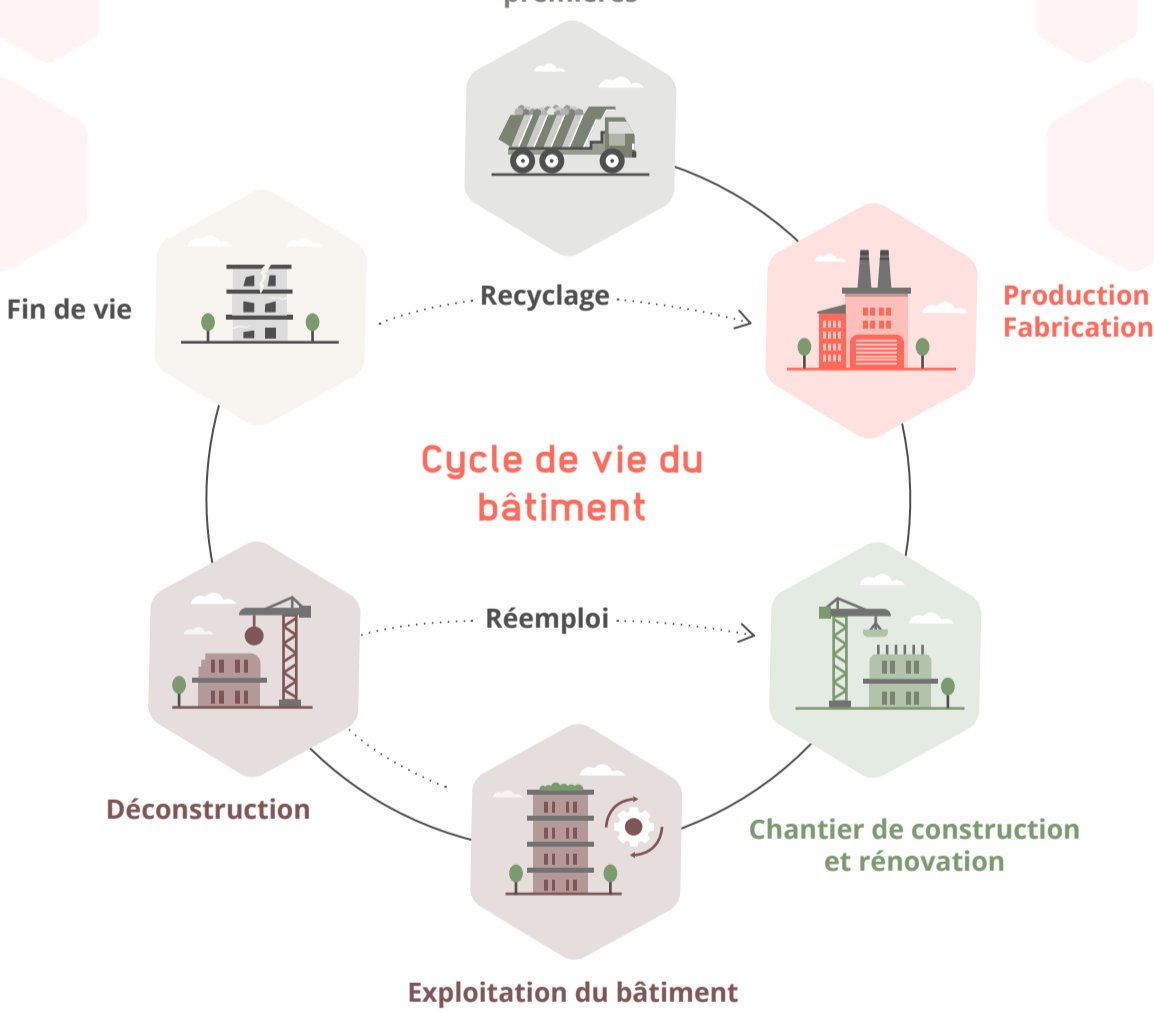 premières
Recyclage
Production
Fabrication
Fin de vie
Cycle de vie du
bâtiment
Réemploi
Déconstruction
Chantier de construction
et rénovation
Exploitation du bâtiment